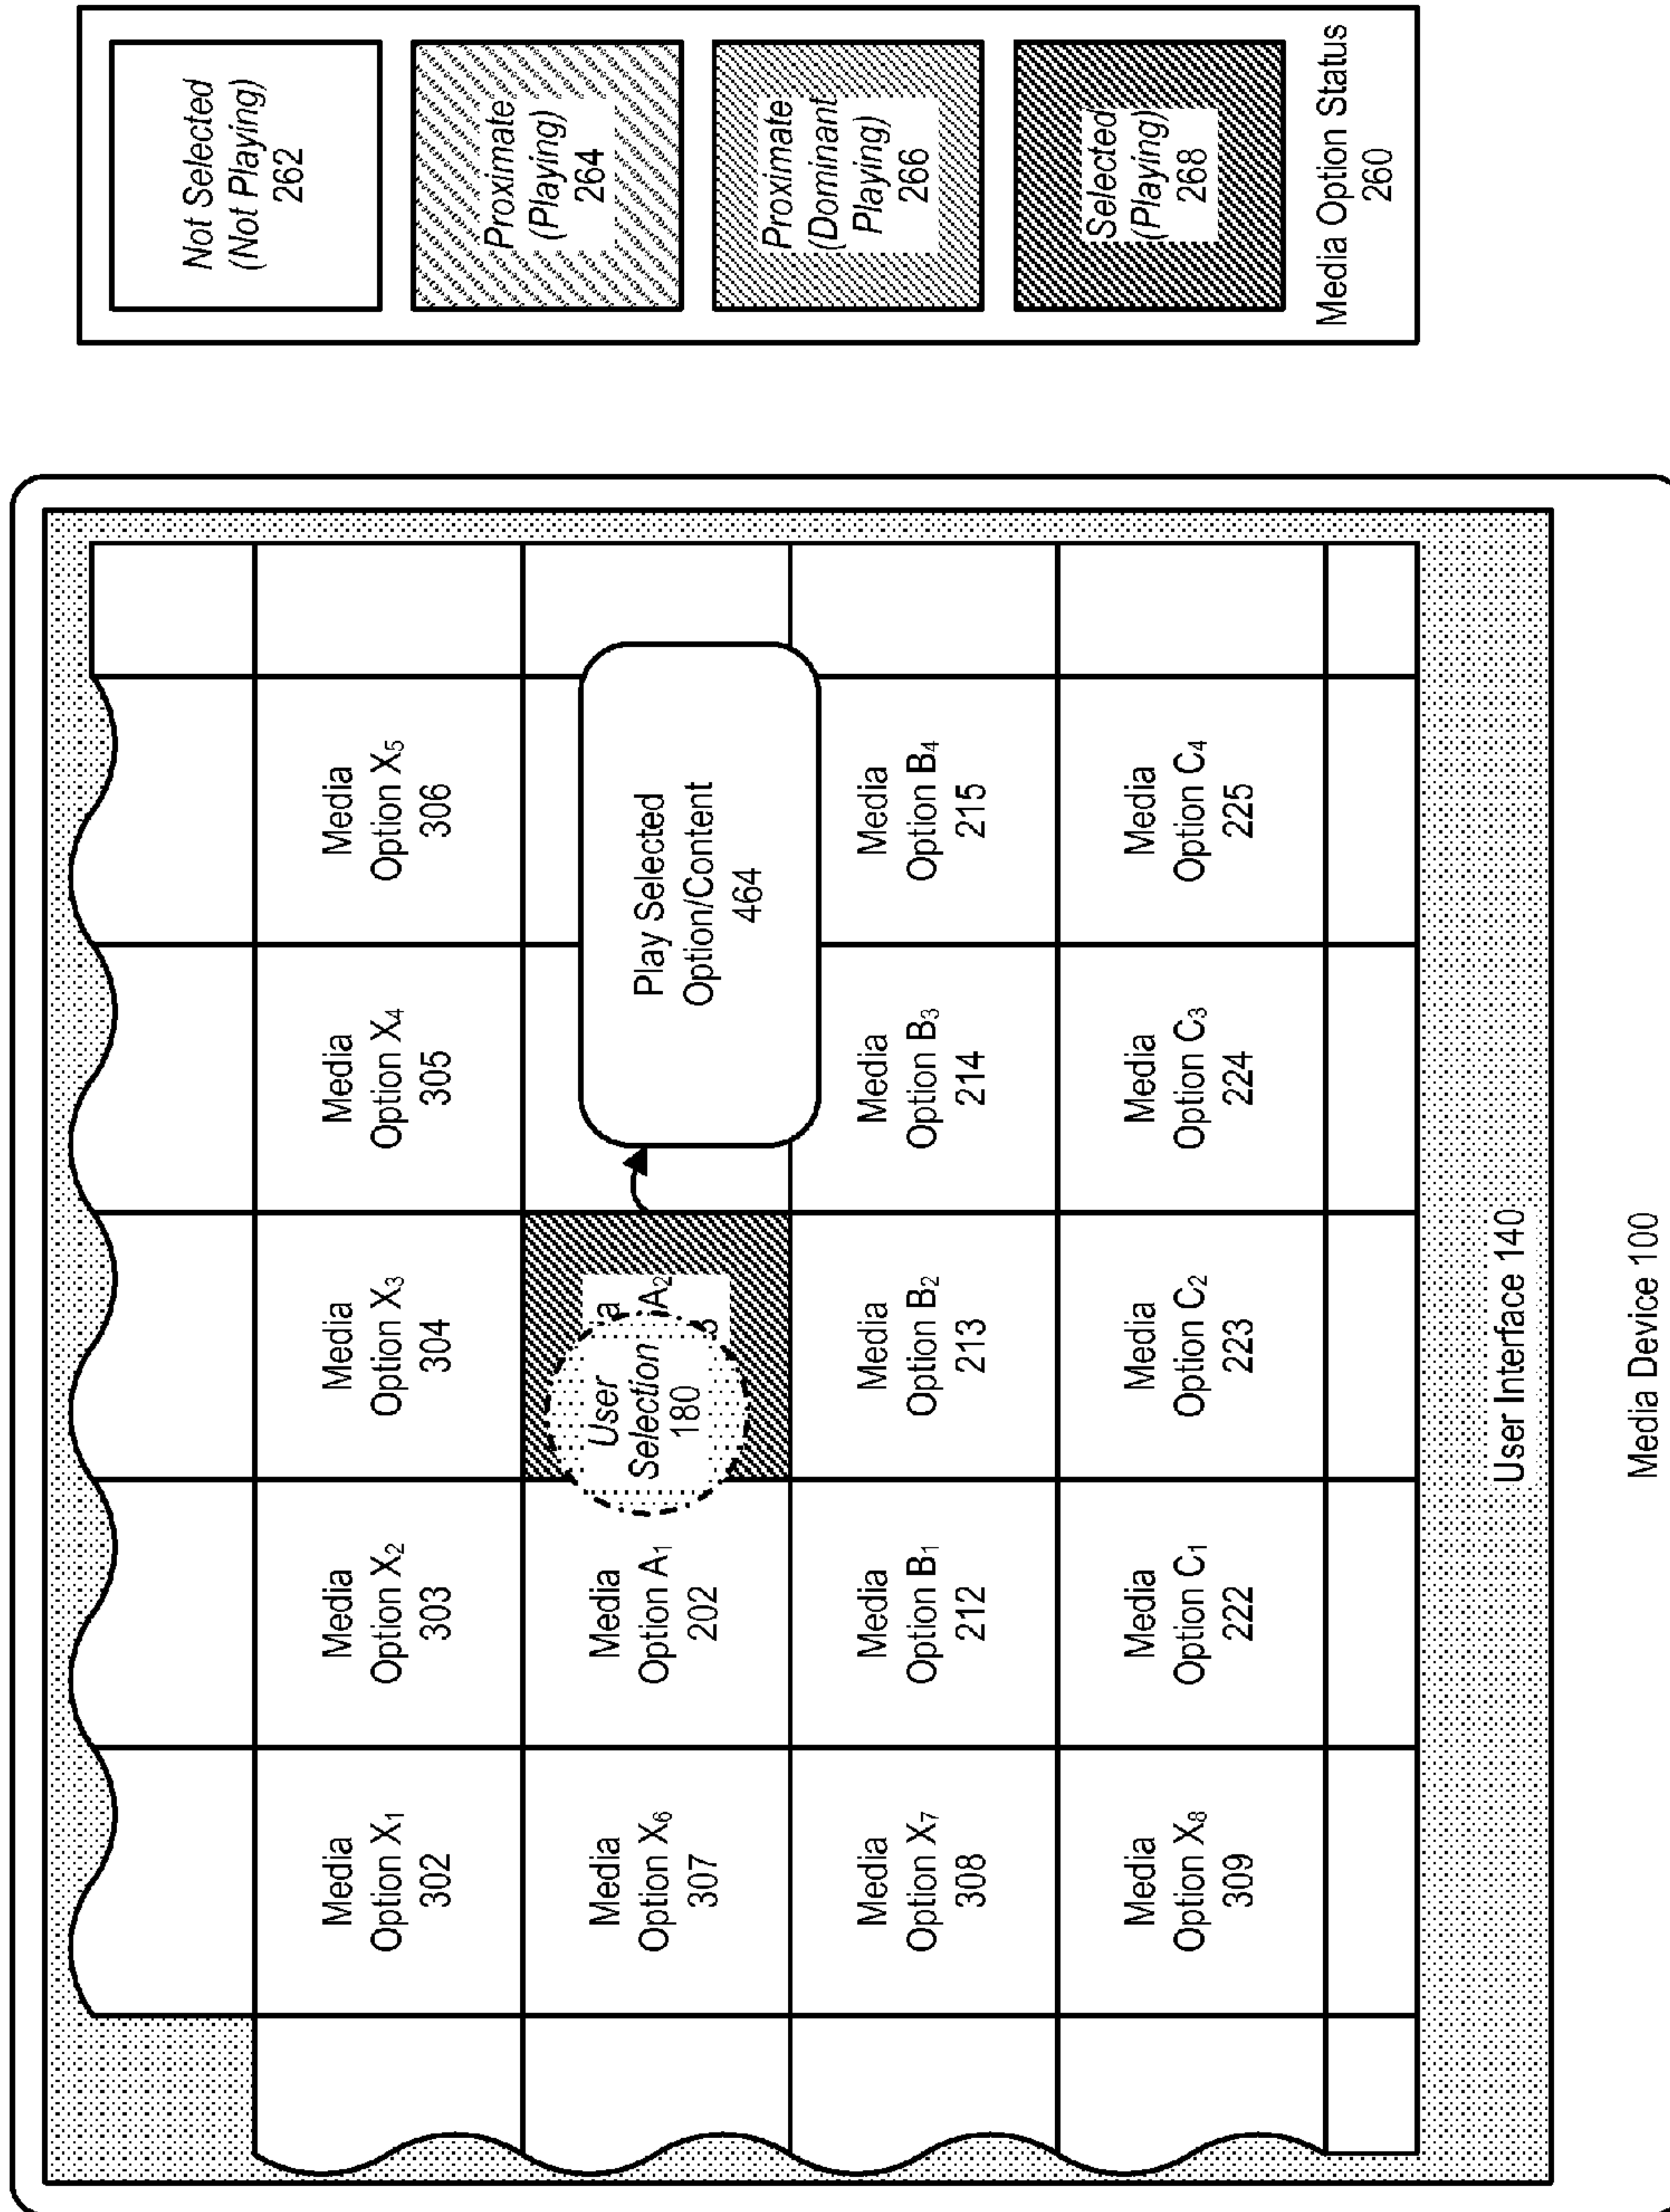 Media
Option X₁
302
Media
Option X₂
303
Media
Option X₃
304
Media
Option X₄
305
Media
Option X₅
306
Media
Option X₆
307
Media
Option A₁
202
User
Selection
180
A₂
Play Selected
Option/Content
464
Media
Option X₇
308
Media
Option B₁
212
Media
Option B₂
213
Media
Option B₃
214
Media
Option B₄
215
Media
Option X₈
309
Media
Option C₁
222
Media
Option C₂
223
Media
Option C₃
224
Media
Option C₄
225
User Interface 140
Media Device 100
Not Selected
(Not Playing)
262
Proximate
(Playing)
264
Proximate
(Dominant
Playing)
266
Selected
(Playing)
268
Media Option Status
260